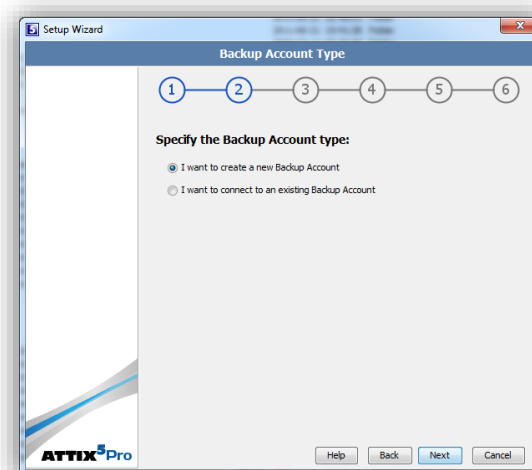 5 Setup Wizard
Backup Account Type
1 2 3 4 5 6
Specify the Backup Account type:
I want to create a new Backup Account
I want to connect to an existing Backup Account
ATTIX5Pro
Help Back Next Cancel